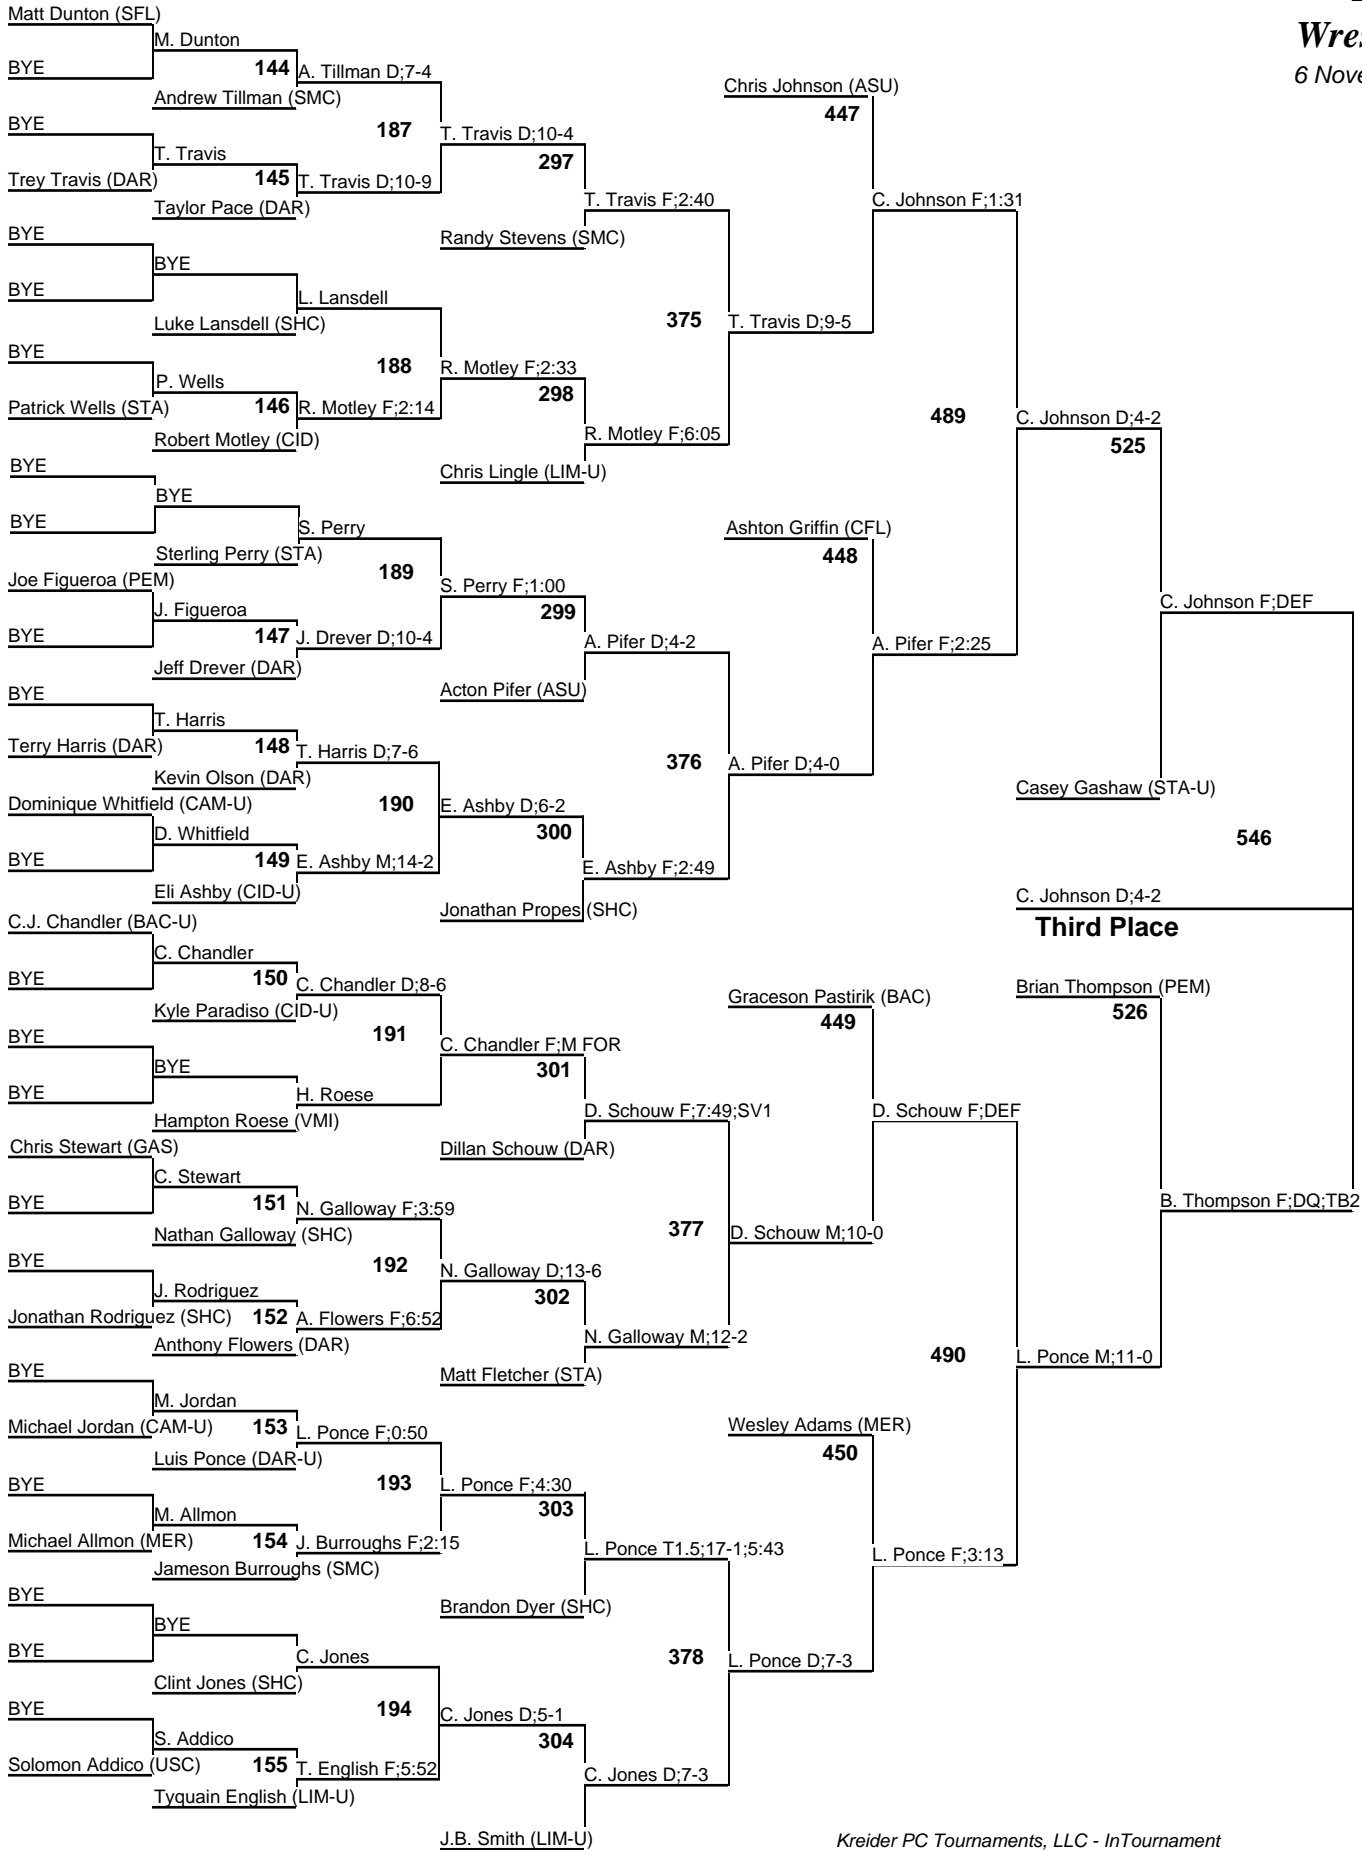 Matt Dunton (SFL)
Wres
6 Nove
M. Dunton
BYE
144
A. Tillman D;7-4
Andrew Tillman (SMC)
Chris Johnson (ASU)
447
BYE
187
T. Travis D;10-4
T. Travis
297
Trey Travis (DAR)
145
T. Travis D;10-9
Taylor Pace (DAR)
T. Travis F;2:40
C. Johnson F;1:31
BYE
Randy Stevens (SMC)
BYE
BYE
L. Lansdell
Luke Lansdell (SHC)
375
T. Travis D;9-5
BYE
188
R. Motley F;2:33
P. Wells
298
Patrick Wells (STA)
146
R. Motley F;2:14
489
C. Johnson D;4-2
Robert Motley (CID)
R. Motley F;6:05
525
BYE
Chris Lingle (LIM-U)
BYE
BYE
S. Perry
Ashton Griffin (CFL)
Sterling Perry (STA)
448
Joe Figueroa (PEM)
189
S. Perry F;1:00
J. Figueroa
299
C. Johnson F;DEF
BYE
147
J. Drever D;10-4
A. Pifer D;4-2
A. Pifer F;2:25
Jeff Drever (DAR)
BYE
Acton Pifer (ASU)
T. Harris
Terry Harris (DAR)
148
T. Harris D;7-6
376
A. Pifer D;4-0
Kevin Olson (DAR)
Casey Gashaw (STA-U)
Dominique Whitfield (CAM-U)
190
E. Ashby D;6-2
D. Whitfield
300
546
BYE
149
E. Ashby M;14-2
E. Ashby F;2:49
Eli Ashby (CID-U)
C. Johnson D;4-2
Jonathan Propes (SHC)
C.J. Chandler (BAC-U)
Third Place
C. Chandler
BYE
150
C. Chandler D;8-6
Brian Thompson (PEM)
Kyle Paradiso (CID-U)
Graceson Pastirik (BAC)
526
449
BYE
191
C. Chandler F;M FOR
BYE
301
BYE
H. Roese
D. Schouw F;7:49;SV1
D. Schouw F;DEF
Hampton Roese (VMI)
Chris Stewart (GAS)
Dillan Schouw (DAR)
C. Stewart
BYE
151
N. Galloway F;3:59
B. Thompson F;DQ;TB2
Nathan Galloway (SHC)
377
D. Schouw M;10-0
BYE
192
N. Galloway D;13-6
J. Rodriguez
302
Jonathan Rodriguez (SHC)
152
A. Flowers F;6:52
N. Galloway M;12-2
Anthony Flowers (DAR)
490
L. Ponce M;11-0
BYE
Matt Fletcher (STA)
M. Jordan
Michael Jordan (CAM-U)
153
L. Ponce F;0:50
Wesley Adams (MER)
Luis Ponce (DAR-U)
450
BYE
193
L. Ponce F;4:30
M. Allmon
303
Michael Allmon (MER)
154
J. Burroughs F;2:15
L. Ponce T1.5;17-1;5:43
L. Ponce F;3:13
Jameson Burroughs (SMC)
BYE
Brandon Dyer (SHC)
BYE
BYE
C. Jones
378
L. Ponce D;7-3
Clint Jones (SHC)
BYE
194
C. Jones D;5-1
S. Addico
304
Solomon Addico (USC)
155
T. English F;5:52
C. Jones D;7-3
Tyquain English (LIM-U)
J.B. Smith (LIM-U)
Kreider PC Tournaments, LLC - InTournament